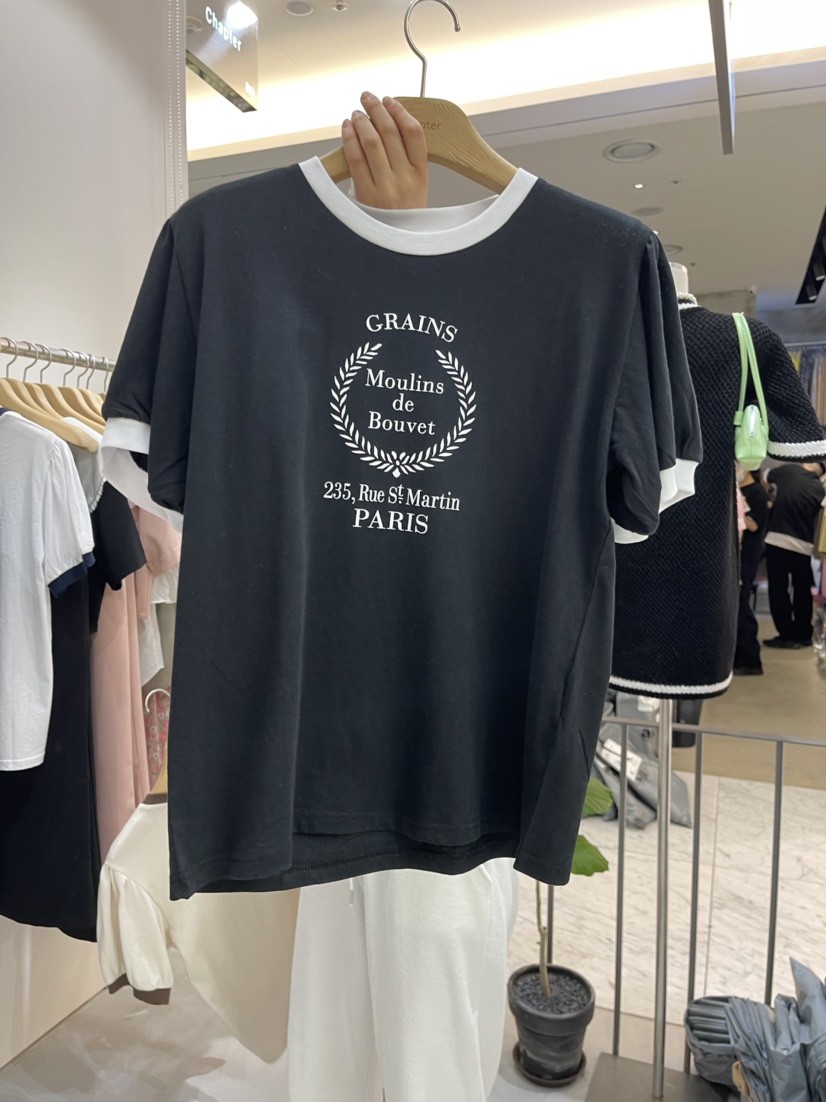 Chapter
GRAINS
Moulins
de
Bouvet
235, Rue St Martin
PARIS